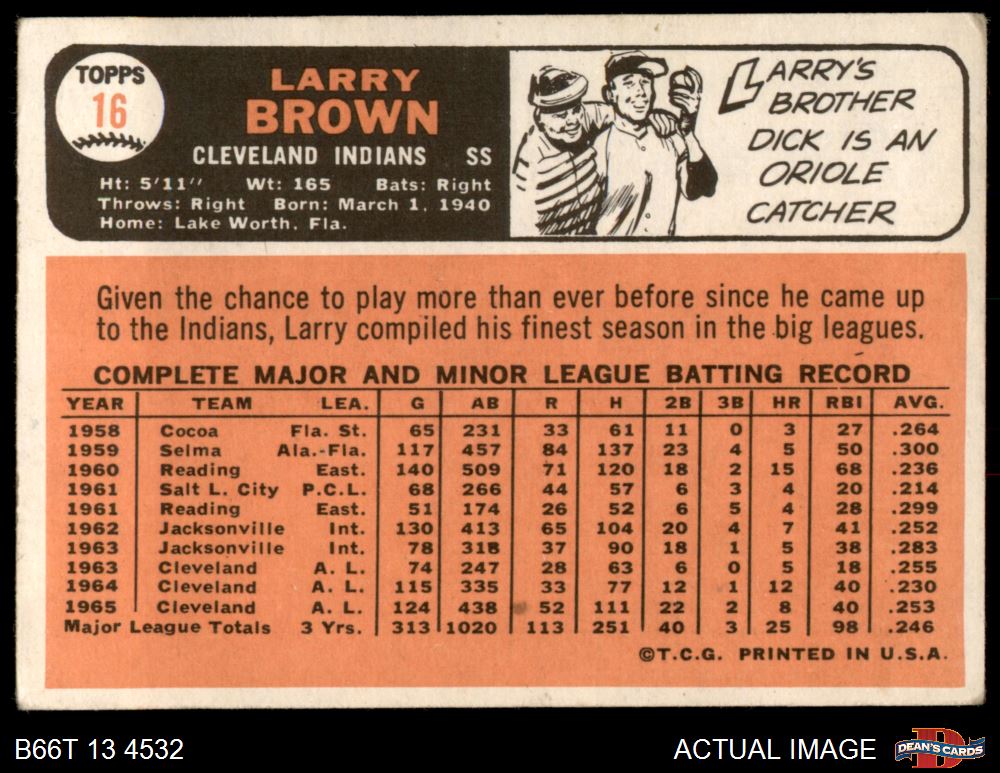 TOPPS
16
LARRY
BROWN
CLEVELAND INDIANS SS
Ht: 5'11" Wt: 165 Bats: Right
Throws: Right Born: March 1, 1940
Home: Lake Worth, Fla.
LARRY'S
BROTHER
DICK IS AN
ORIOLE
CATCHER
Given the chance to play more than ever before since he came up
to the Indians, Larry compiled his finest season in the big leagues.
COMPLETE MAJOR AND MINOR LEAGUE BATTING RECORD
YEAR TEAM LEA. G AB R H 2B 3B HR RBI AVG.
1958 Cocoa Fla. St. 65 231 33 61 11 0 3 27 .264
1959 Selma Ala.-Fla. 117 457 84 137 23 4 5 50 .300
1960 Reading East. 140 509 71 120 18 2 15 68 .236
1961 Salt L. City P.C.L. 68 266 44 57 6 3 4 20 .214
1961 Reading East. 51 174 26 52 6 5 4 28 .299
1962 Jacksonville Int. 130 413 65 104 20 4 7 41 .252
1963 Jacksonville Int. 78 318 37 90 18 1 5 38 .283
1963 Cleveland A. L. 74 247 28 63 6 0 5 18 .255
1964 Cleveland A. L. 115 335 33 77 12 1 12 40 .230
1965 Cleveland A. L. 124 438 52 111 22 2 8 40 .253
Major League Totals 3 Yrs. 313 1020 113 251 40 3 25 98 .246
©T.C.G. PRINTED IN U.S.A.
B66T 13 4532
ACTUAL IMAGE
D
DEAN'S CARDS